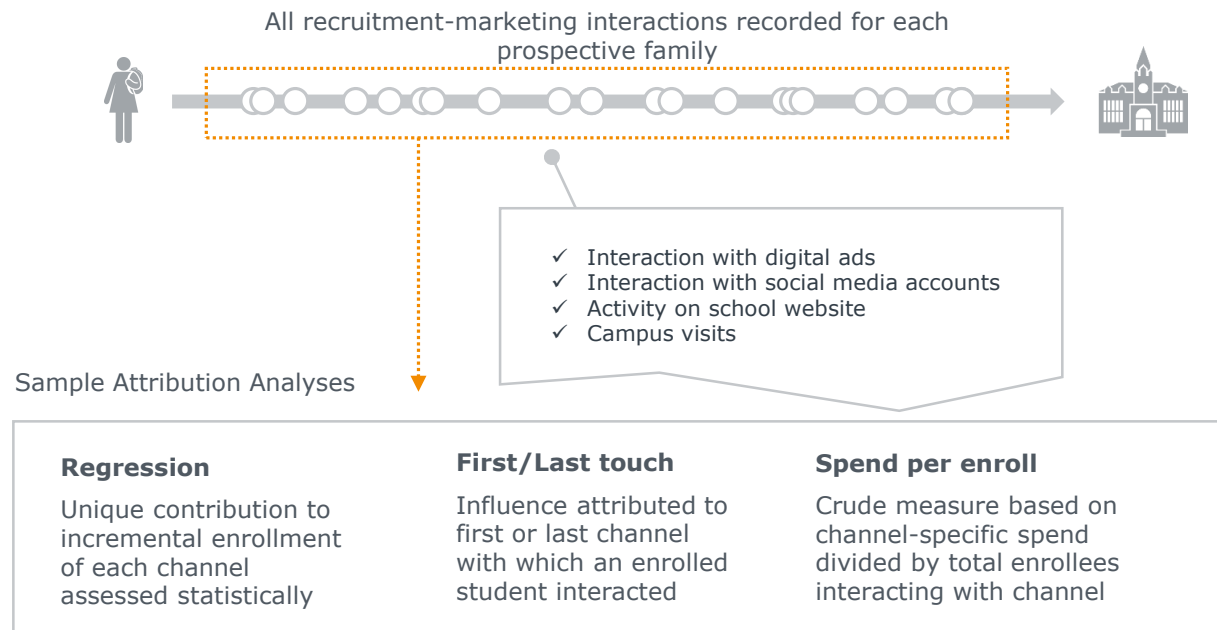 All recruitment-marketing interactions recorded for each
prospective family
✓ Interaction with digital ads
✓ Interaction with social media accounts
✓ Activity on school website
✓ Campus visits
Sample Attribution Analyses
Regression
Unique contribution to
incremental enrollment
of each channel
assessed statistically
First/Last touch
Influence attributed to
first or last channel
with which an enrolled
student interacted
Spend per enroll
Crude measure based on
channel-specific spend
divided by total enrollees
interacting with channel